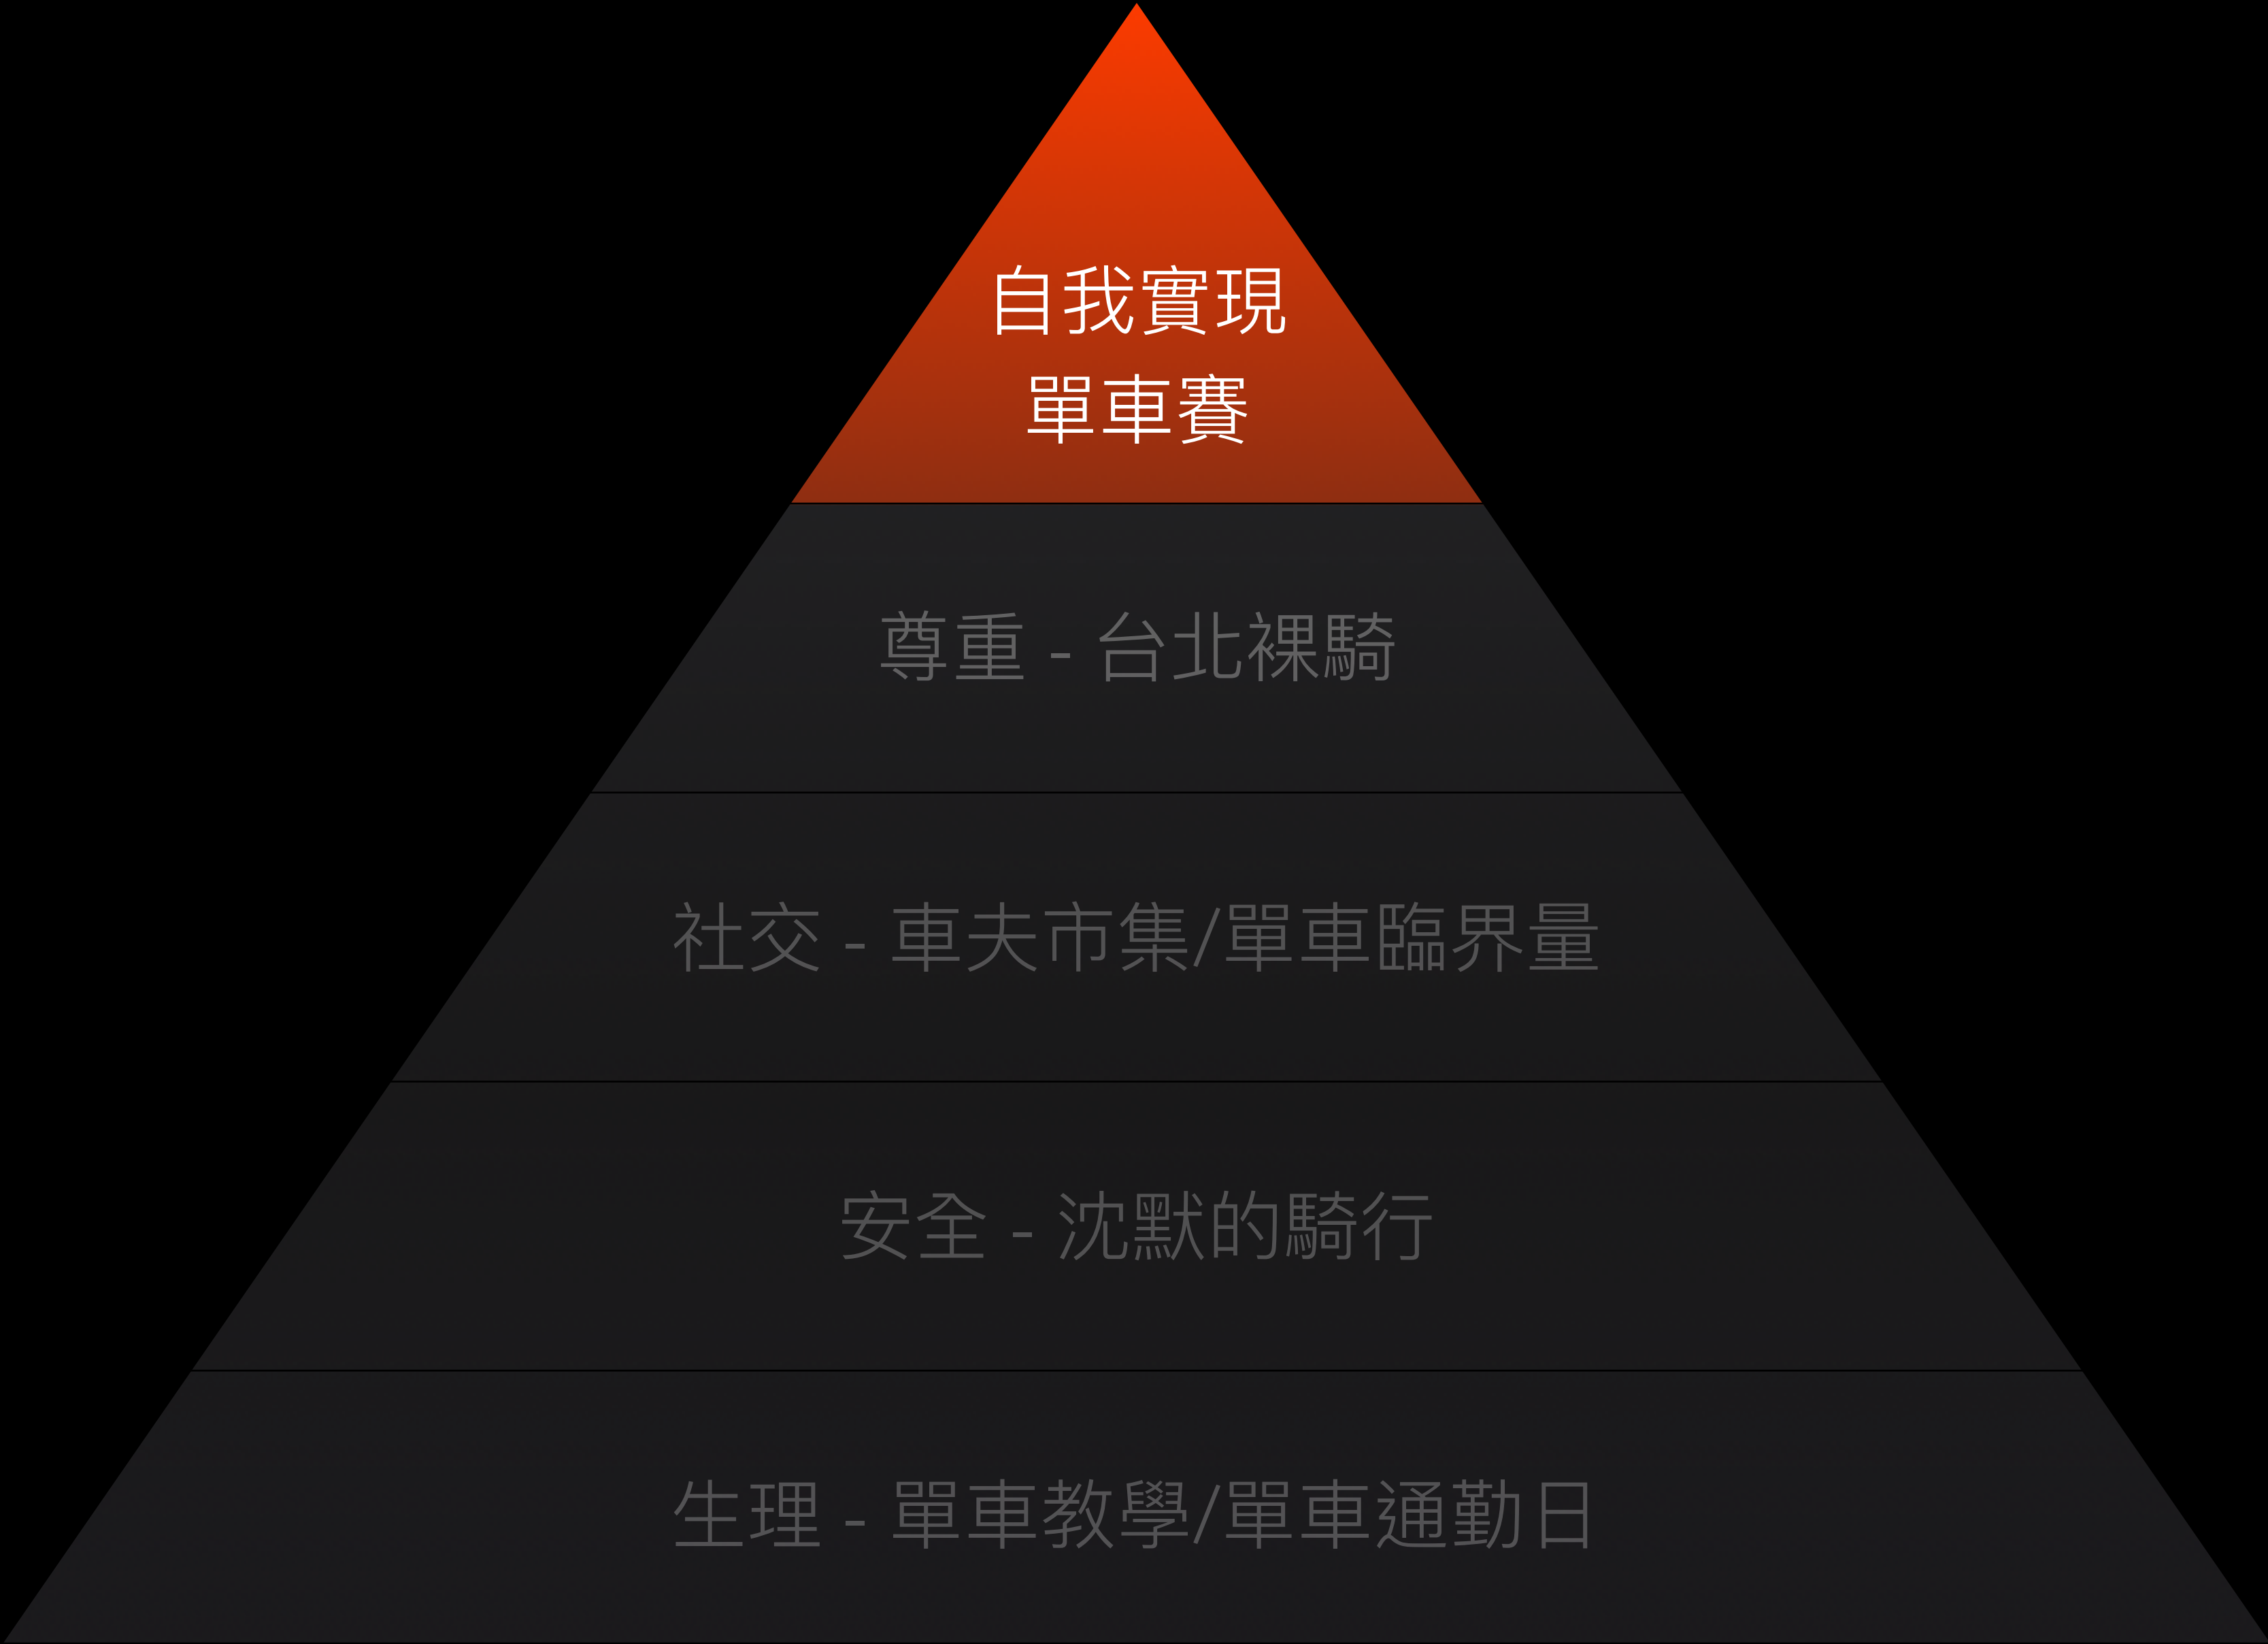 自我實現
單車賽
尊重 - 台北裸騎
社交 - 車夫市集/單車臨界量
安全 - 沈默的騎行
生理 - 單車教學/單車通勤日